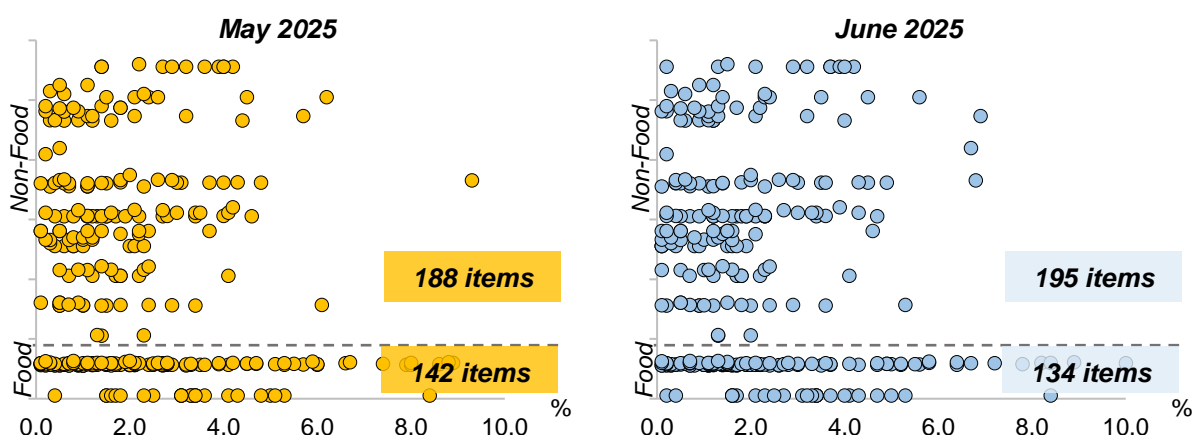 May 2025
Non-Food
Food
188 items
142 items
%
0.0 2.0 4.0 6.0 8.0 10.0
June 2025
Non-Food
Food
195 items
134 items
%
0.0 2.0 4.0 6.0 8.0 10.0